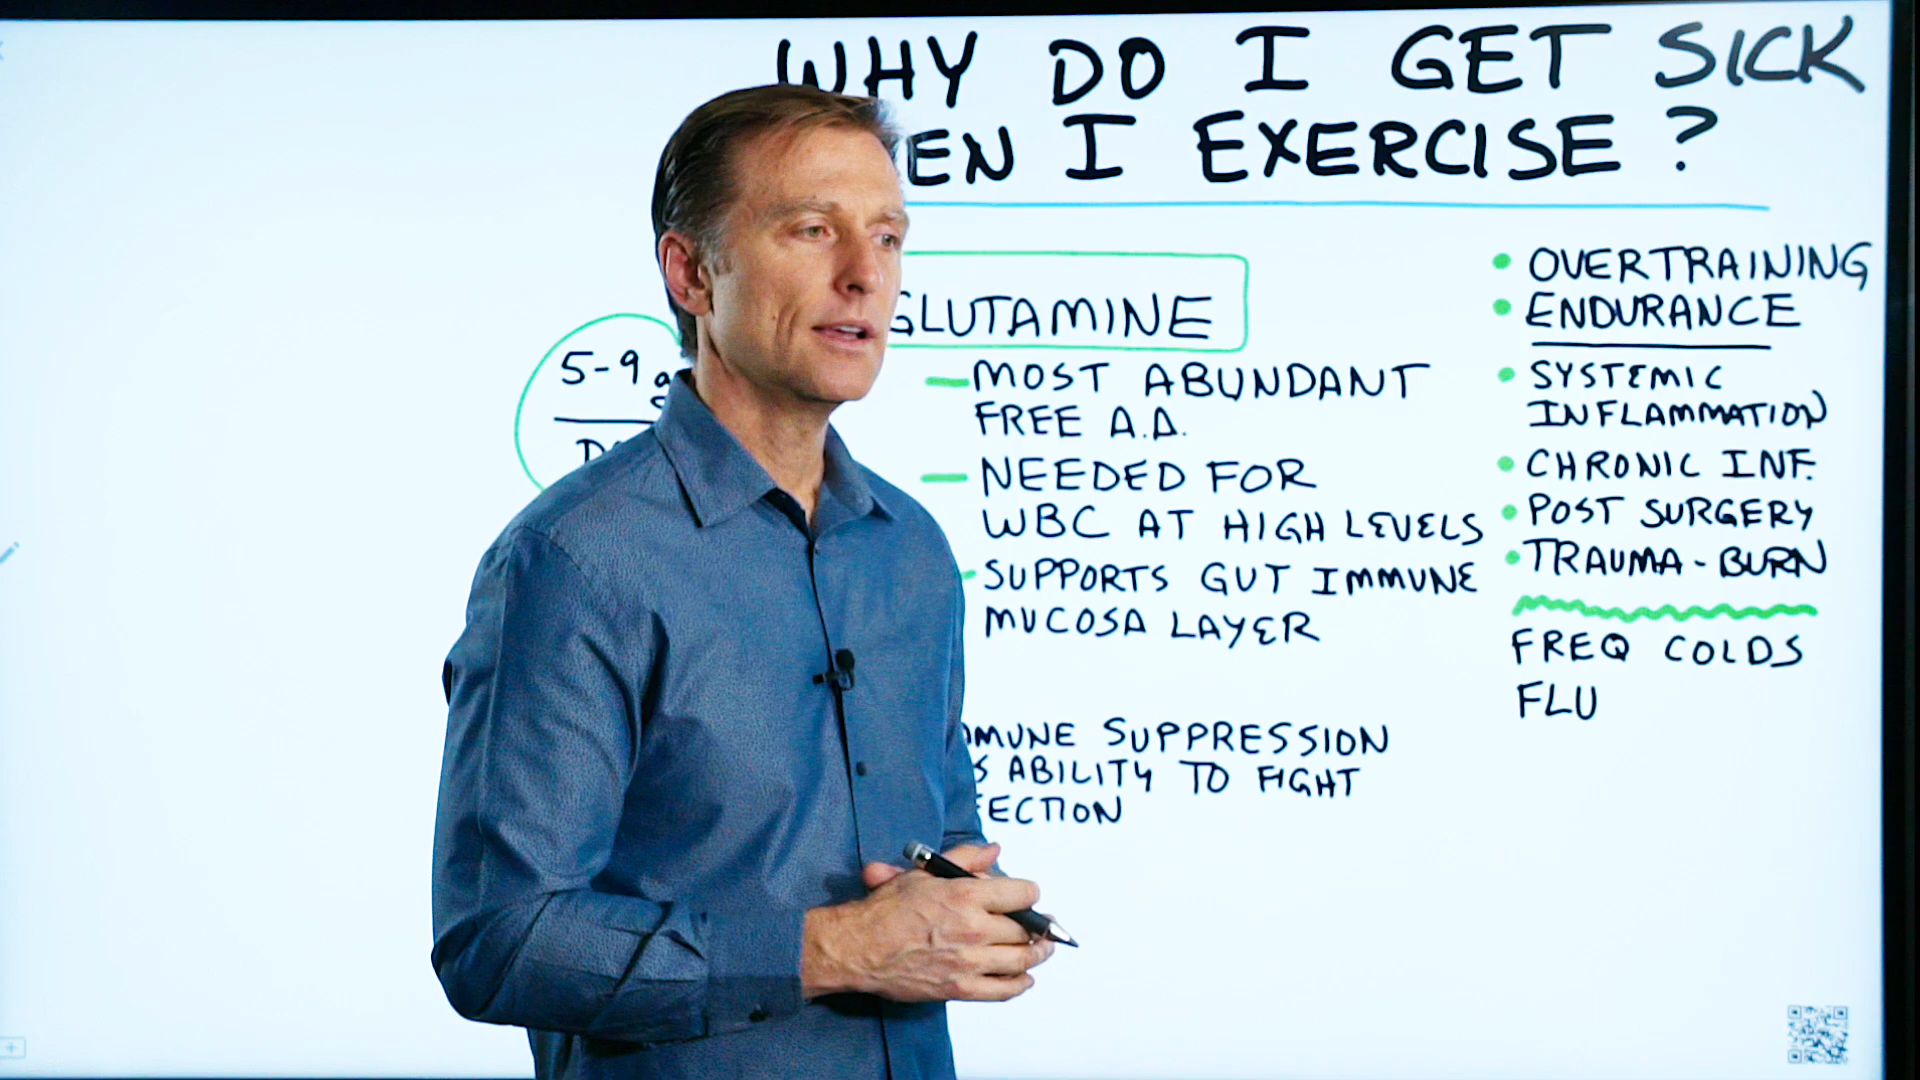 WHY DO I GET SICK
EN I EXERCISE ?
GLUTAMINE
5-9 g
- MOST ABUNDANT
FREE A.A.
- NEEDED FOR
WBC AT HIGH LEVELS
- SUPPORTS GUT IMMUNE
MUCOSA LAYER
MUNE SUPPRESSION
ABILITY TO FIGHT
ECTION
• OVERTRAINING
• ENDURANCE
• SYSTEMIC
INFLAMMATION
• CHRONIC INF.
• POST SURGERY
• TRAUMA - BURN
FREQ COLDS
FLU